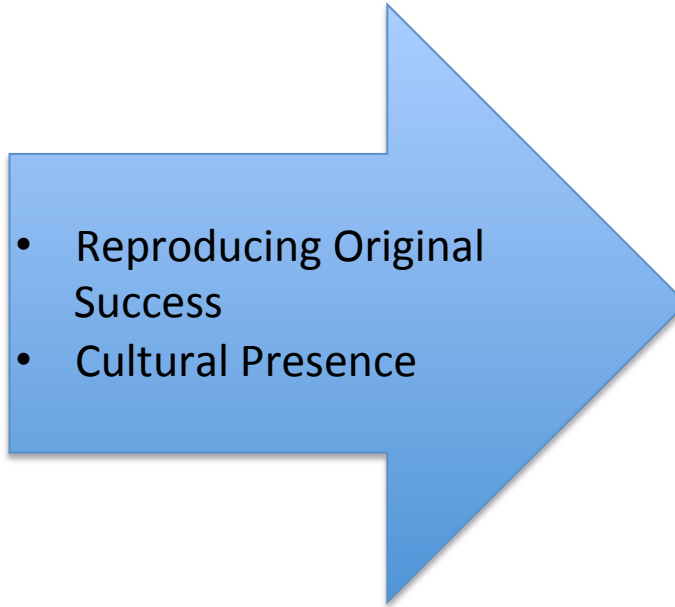 • Reproducing Original
Success
• Cultural Presence